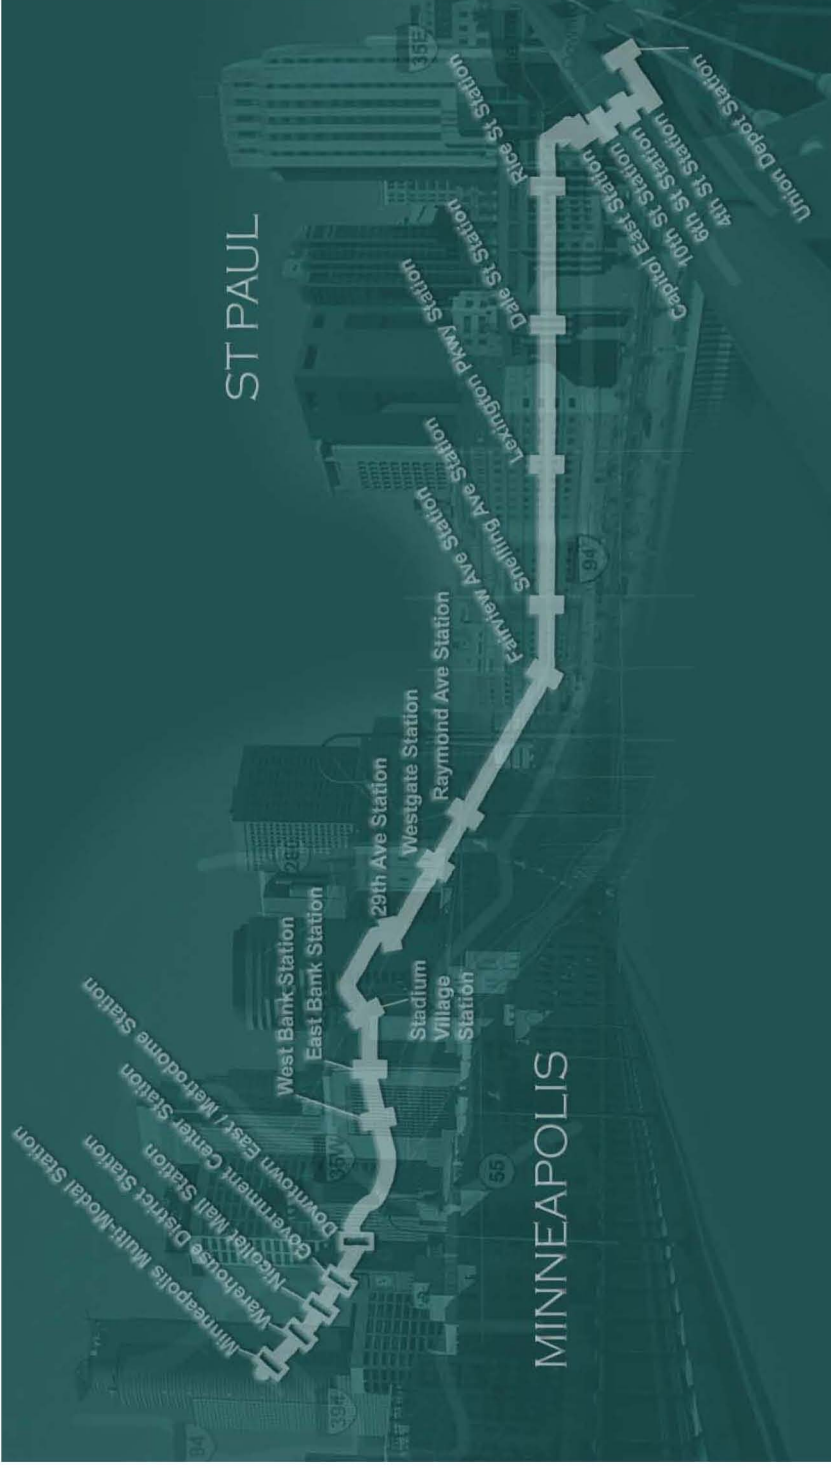 ST PAUL
MINNEAPOLIS
Minneapolis Multi-Modal Station
Warehouse District Station
Nicollet Mall Station
Government Center Station
Downtown East / Metrodome Station
West Bank Station
East Bank Station
Stadium
Village
Station
29th Ave Station
Westgate Station
Raymond Ave Station
Fairview Ave Station
Snelling Ave Station
Lexington Pkwy Station
Dale St Station
Rice St Station
Capitol East Station
10th St Station
6th St Station
4th St Station
Union Depot Station
94
394
35W
55
280
94
35E